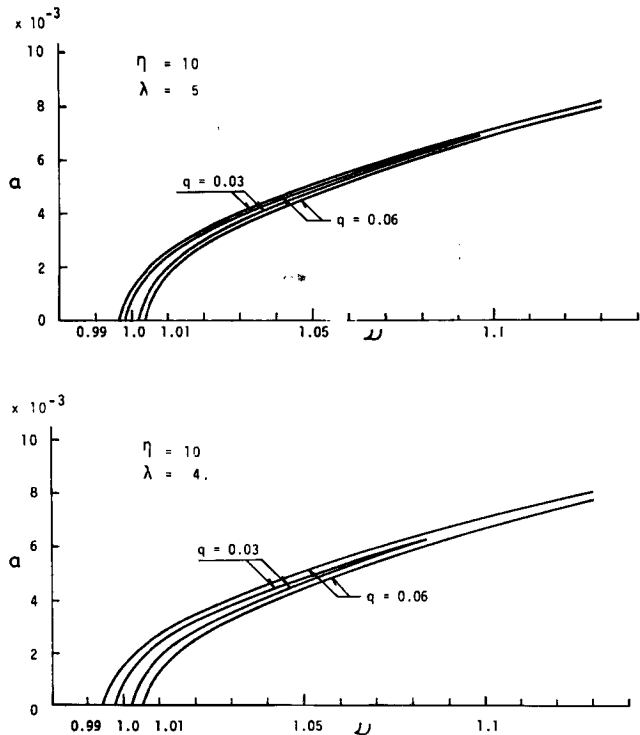 x 10-3
10
η = 10
λ = 5
8
6
a
q = 0.03
4
q = 0.06
2
0
0.99 1.0 1.01 1.05 ν 1.1
x 10-3
10
η = 10
λ = 4.
8
6
a
q = 0.03
4
q = 0.06
2
0
0.99 1.0 1.01 1.05 ν 1.1